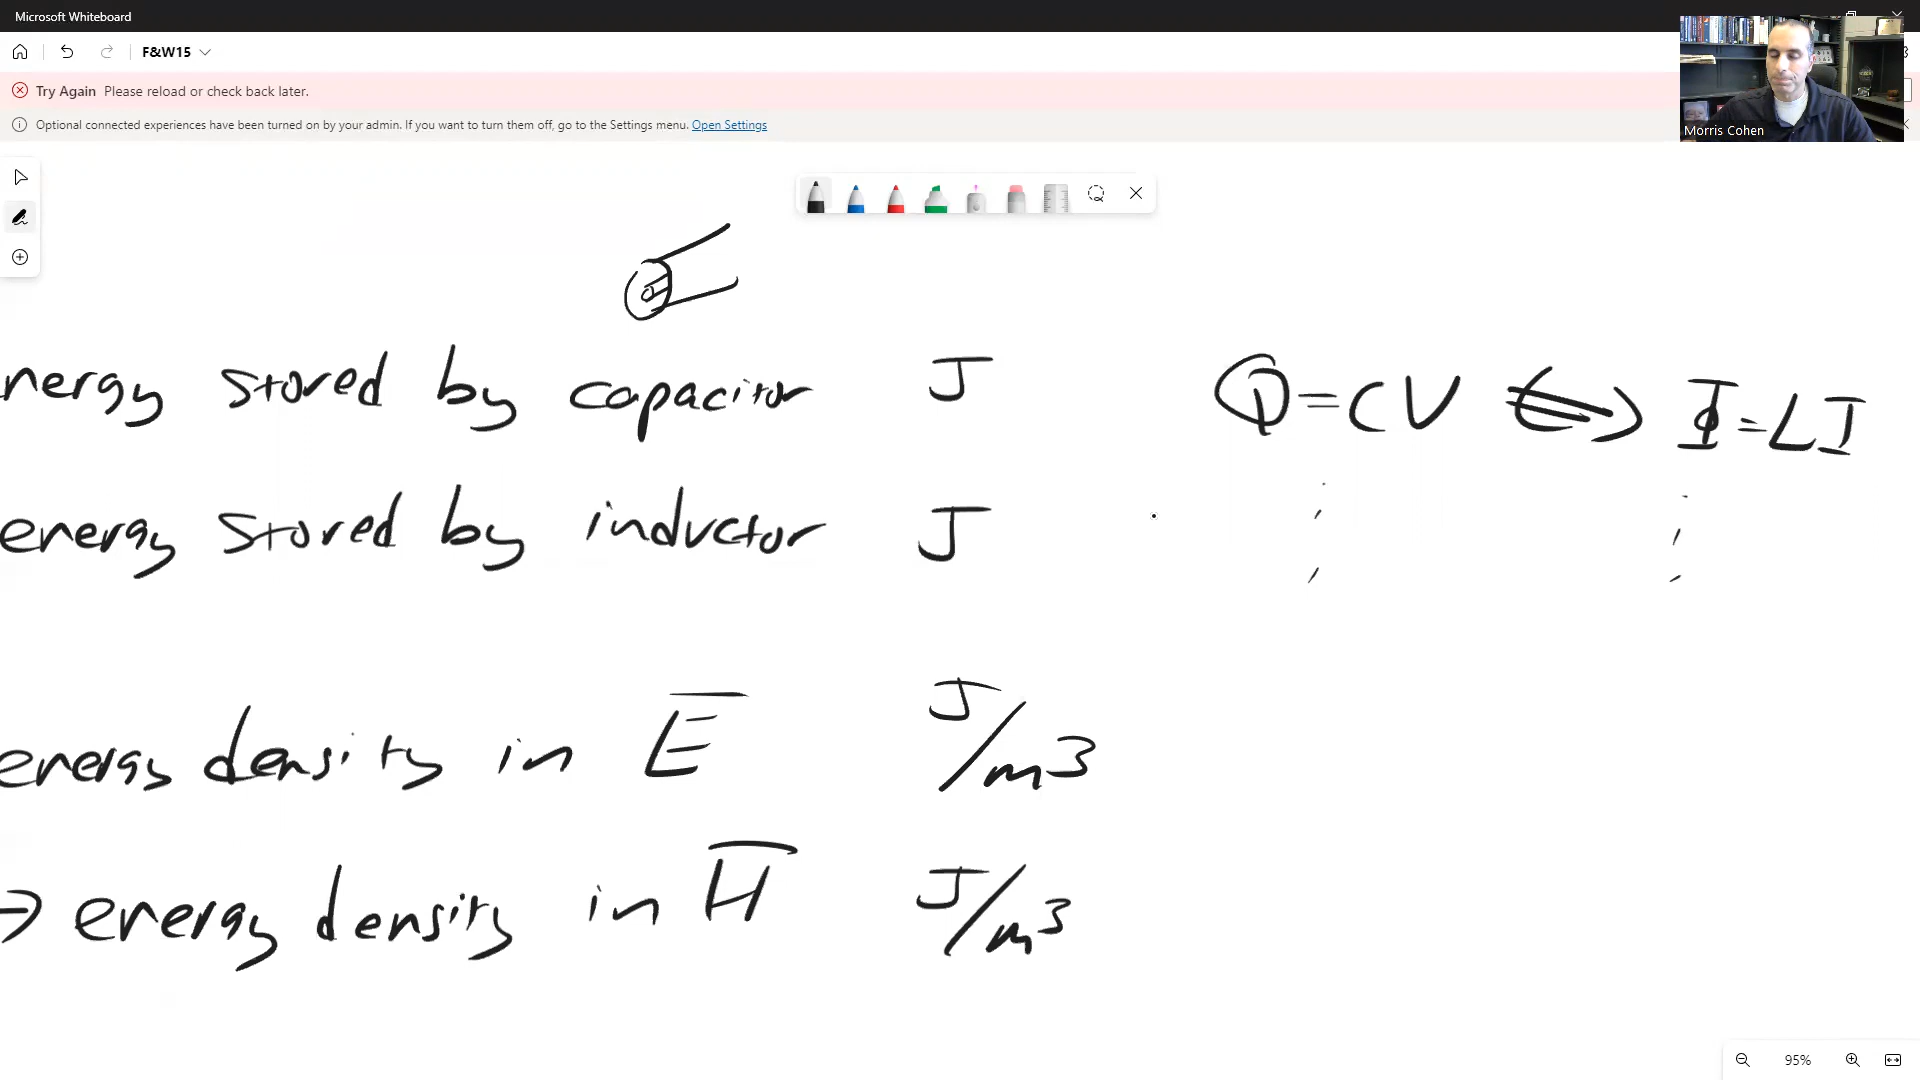 Microsoft Whiteboard
F&W15
Try Again Please reload or check back later.
Optional connected experiences have been turned on by your admin. If you want to turn them off, go to the Settings menu. Open Settings
Morris Cohen
nergy stored by capacitor J Q=CV ⟺ Φ=LI
energy stored by inductor J
energy density in E̅ J/m3
→ energy density in H̅ J/m3
95%